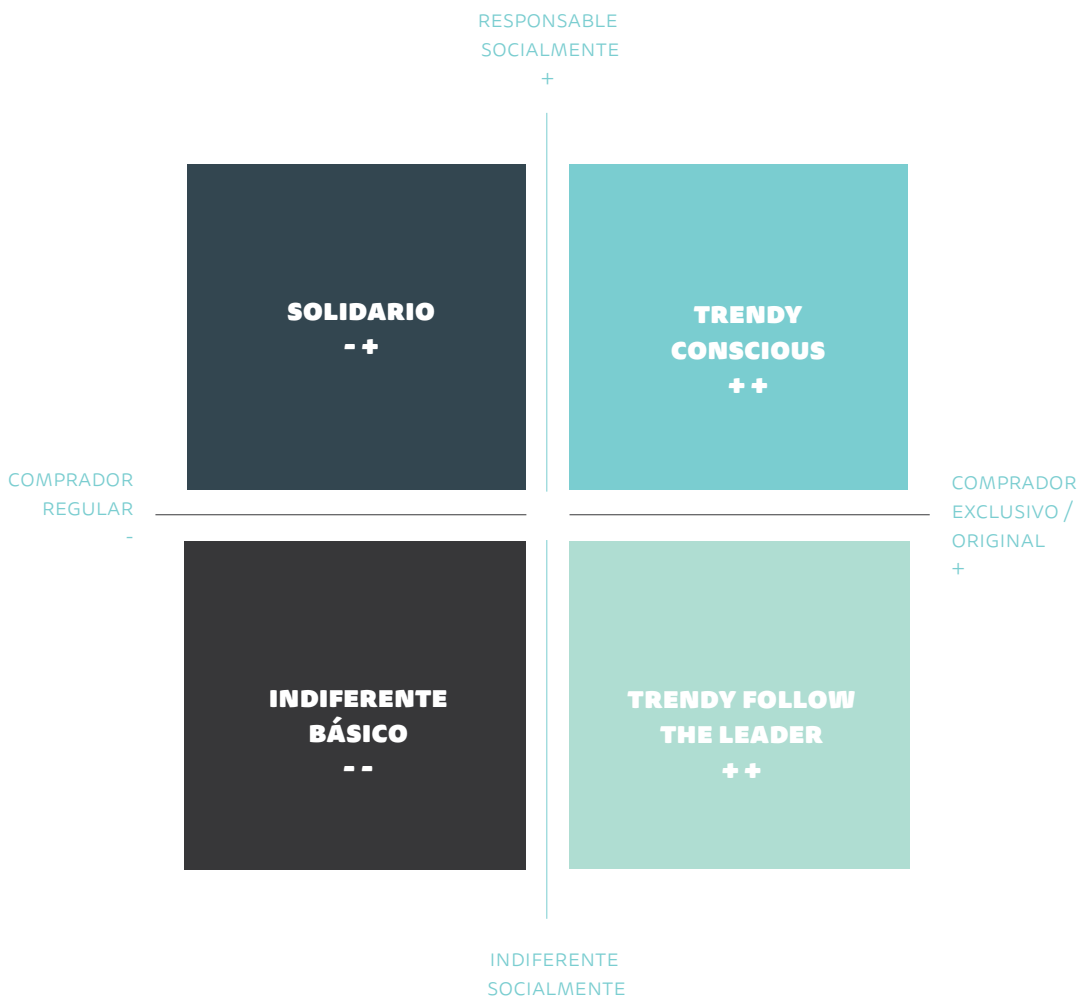 RESPONSABLE
SOCIALMENTE
+
SOLIDARIO
- +
TRENDY
CONSCIOUS
+ +
COMPRADOR
REGULAR
-
COMPRADOR
EXCLUSIVO /
ORIGINAL
+
INDIFERENTE
BÁSICO
- -
TRENDY FOLLOW
THE LEADER
+ +
INDIFERENTE
SOCIALMENTE